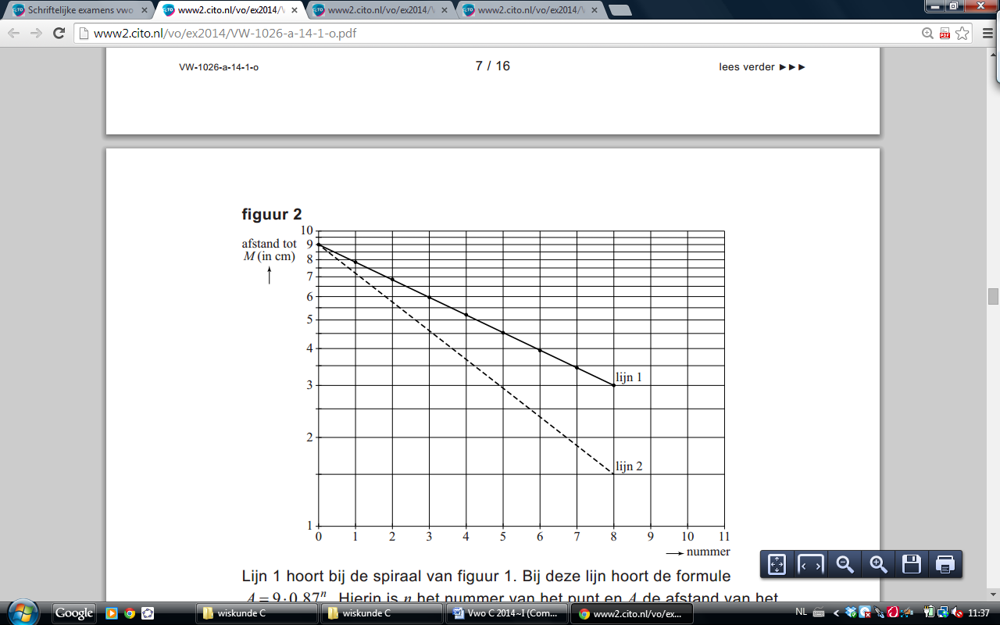 Schriftelijke examens vwo
www2.cito.nl/vo/ex2014/V
www2.cito.nl/vo/ex2014/V
www2.cito.nl/vo/ex2014/V
www2.cito.nl/vo/ex2014/VW-1026-a-14-1-o.pdf
VW-1026-a-14-1-o 7 / 16 lees verder ►►►
figuur 2
afstand tot
M (in cm)
10
9
8
7
6
5
4
3
2
1
lijn 1
lijn 2
0 1 2 3 4 5 6 7 8 9 10 11
nummer
Lijn 1 hoort bij de spiraal van figuur 1. Bij deze lijn hoort de formule
A = 9 · 0,87ⁿ. Hierin is n het nummer van het punt en A de afstand van het
Google
wiskunde C
wiskunde C
Vwo C 2014~I (Com...
www2.cito.nl/vo/ex...
NL
11:37